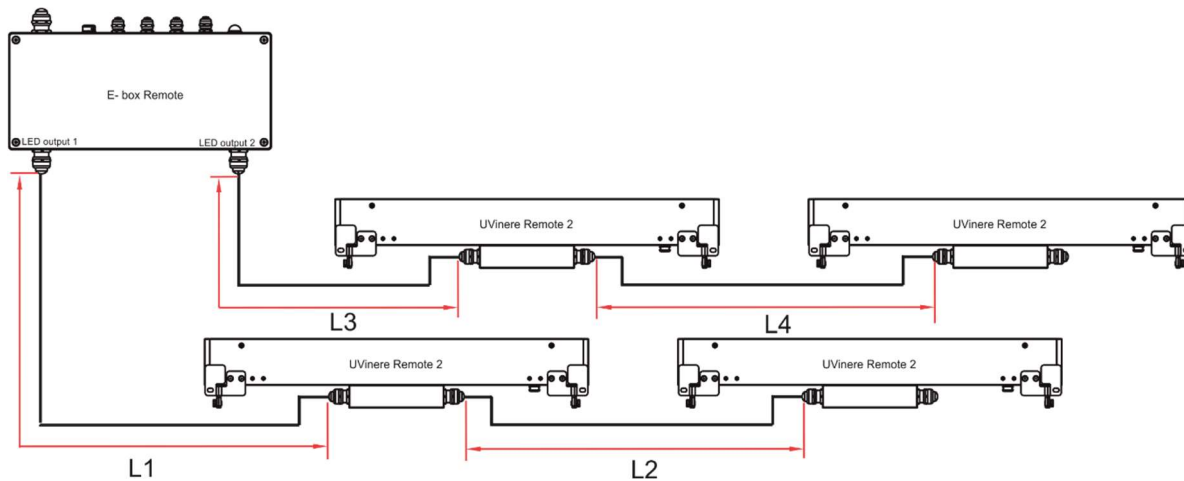 E- box Remote
LED output 1
LED output 2
UVinere Remote 2
UVinere Remote 2
L3
L4
UVinere Remote 2
UVinere Remote 2
L1
L2